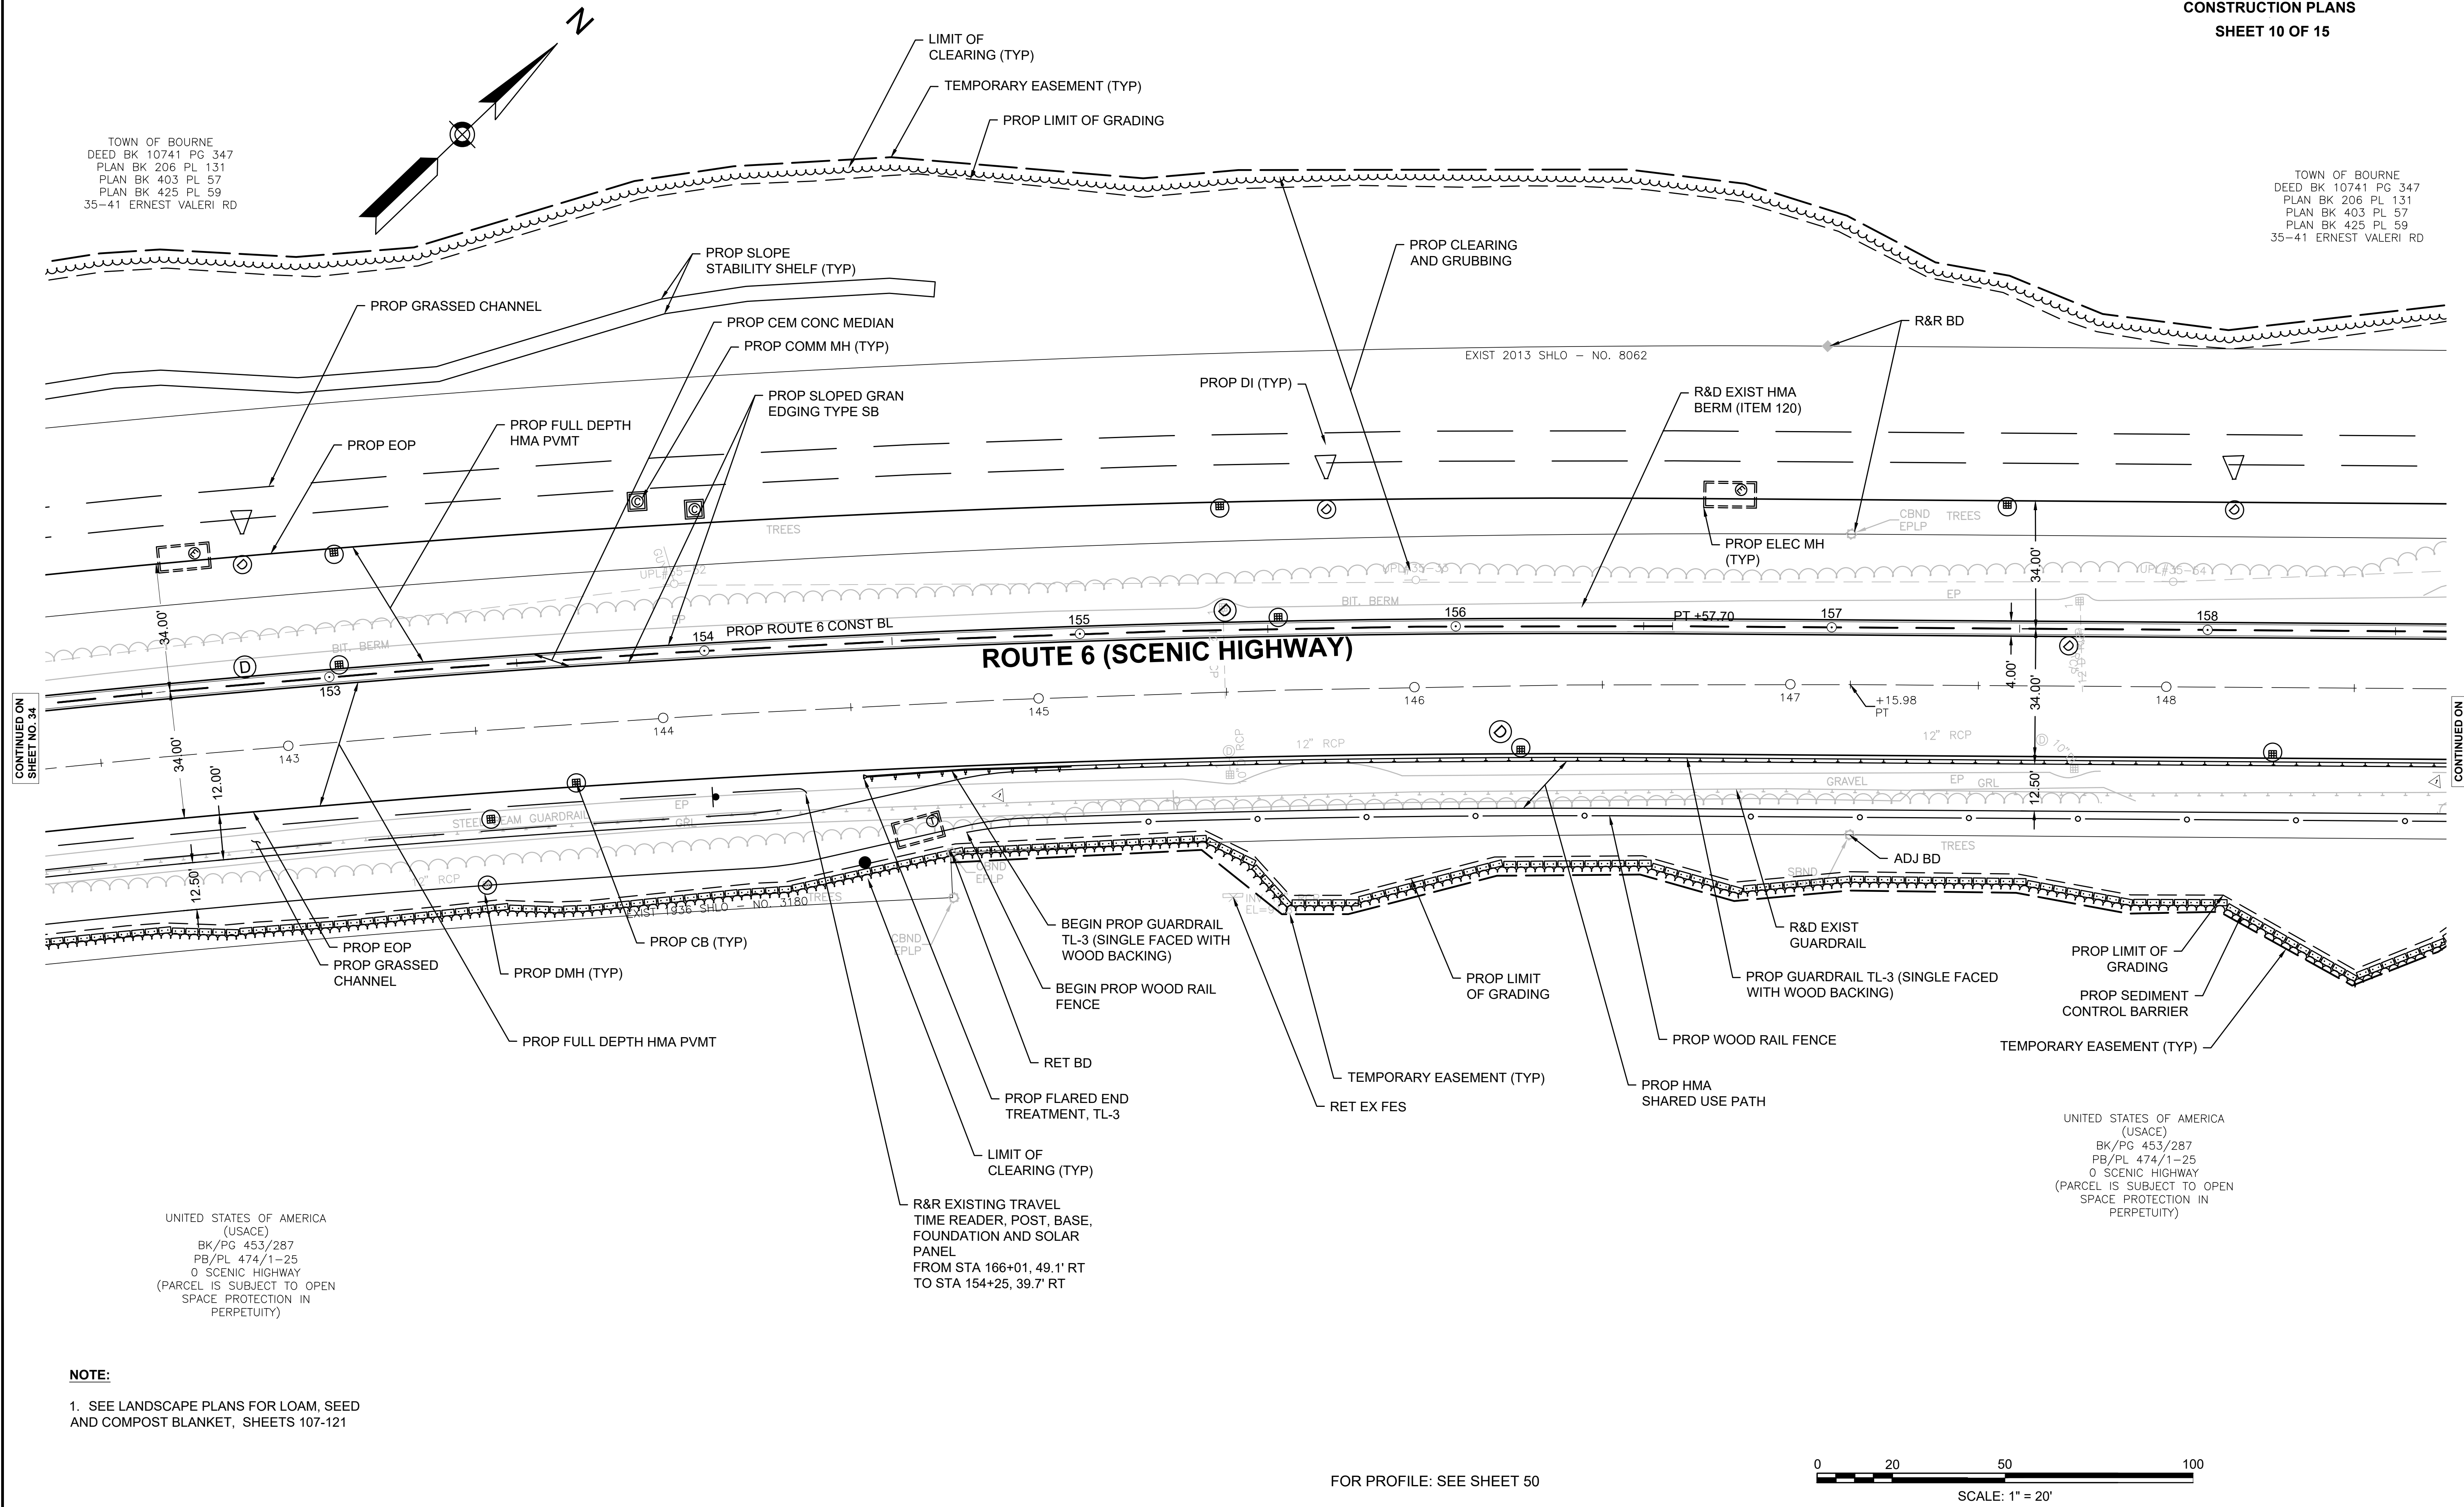 CONSTRUCTION PLANS
SHEET 10 OF 15
N
LIMIT OF
CLEARING (TYP)
TEMPORARY EASEMENT (TYP)
PROP LIMIT OF GRADING
TOWN OF BOURNE
DEED BK 10741 PG 347
PLAN BK 206 PL 131
PLAN BK 403 PL 57
PLAN BK 425 PL 59
35-41 ERNEST VALERI RD
TOWN OF BOURNE
DEED BK 10741 PG 347
PLAN BK 206 PL 131
PLAN BK 403 PL 57
PLAN BK 425 PL 59
35-41 ERNEST VALERI RD
PROP SLOPE
STABILITY SHELF (TYP)
PROP CLEARING
AND GRUBBING
PROP GRASSED CHANNEL
PROP CEM CONC MEDIAN
PROP COMM MH (TYP)
R&R BD
EXIST 2013 SHLO - NO. 8062
PROP DI (TYP)
PROP SLOPED GRAN
EDGING TYPE SB
R&D EXIST HMA
BERM (ITEM 120)
PROP FULL DEPTH
HMA PVMT
PROP EOP
C
C
E
TREES
CBND
EPLP
TREES
D
D
PROP ELEC MH
(TYP)
E
D
34.00'
34.00'
UPL#35-64
BIT. BERM
EP
BIT. BERM
EP
D
D
153
154
PROP ROUTE 6 CONST BL
155
156
PT +57.70
157
158
D
ROUTE 6 (SCENIC HIGHWAY)
4.00'
34.00'
34.00'
CONTINUED ON
SHEET NO. 34
CONTINUED ON
143
144
145
146
147
+15.98
PT
148
12.00'
D
12" RCP
12" RCP
RCP
D
GRAVEL
EP
GRL
12.50'
EP
GRL
T
12" RCP
12.50'
D
CBND
EPLP
TREES
EXIST 1936 SHLO - NO. 3180
CBND
EPLP
SBND
ADJ BD
TREES
PROP EOP
PROP GRASSED
CHANNEL
PROP CB (TYP)
PROP DMH (TYP)
BEGIN PROP GUARDRAIL
TL-3 (SINGLE FACED WITH
WOOD BACKING)
BEGIN PROP WOOD RAIL
FENCE
PROP LIMIT
OF GRADING
R&D EXIST
GUARDRAIL
PROP GUARDRAIL TL-3 (SINGLE FACED
WITH WOOD BACKING)
PROP LIMIT OF
GRADING
PROP SEDIMENT
CONTROL BARRIER
PROP FULL DEPTH HMA PVMT
PROP WOOD RAIL FENCE
TEMPORARY EASEMENT (TYP)
RET BD
TEMPORARY EASEMENT (TYP)
PROP FLARED END
TREATMENT, TL-3
RET EX FES
PROP HMA
SHARED USE PATH
LIMIT OF
CLEARING (TYP)
R&R EXISTING TRAVEL
TIME READER, POST, BASE,
FOUNDATION AND SOLAR
PANEL
FROM STA 166+01, 49.1' RT
TO STA 154+25, 39.7' RT
UNITED STATES OF AMERICA
(USACE)
BK/PG 453/287
PB/PL 474/1-25
0 SCENIC HIGHWAY
(PARCEL IS SUBJECT TO OPEN
SPACE PROTECTION IN
PERPETUITY)
UNITED STATES OF AMERICA
(USACE)
BK/PG 453/287
PB/PL 474/1-25
0 SCENIC HIGHWAY
(PARCEL IS SUBJECT TO OPEN
SPACE PROTECTION IN
PERPETUITY)
NOTE:
1. SEE LANDSCAPE PLANS FOR LOAM, SEED
AND COMPOST BLANKET, SHEETS 107-121
FOR PROFILE: SEE SHEET 50
0 20 50 100
SCALE: 1" = 20'